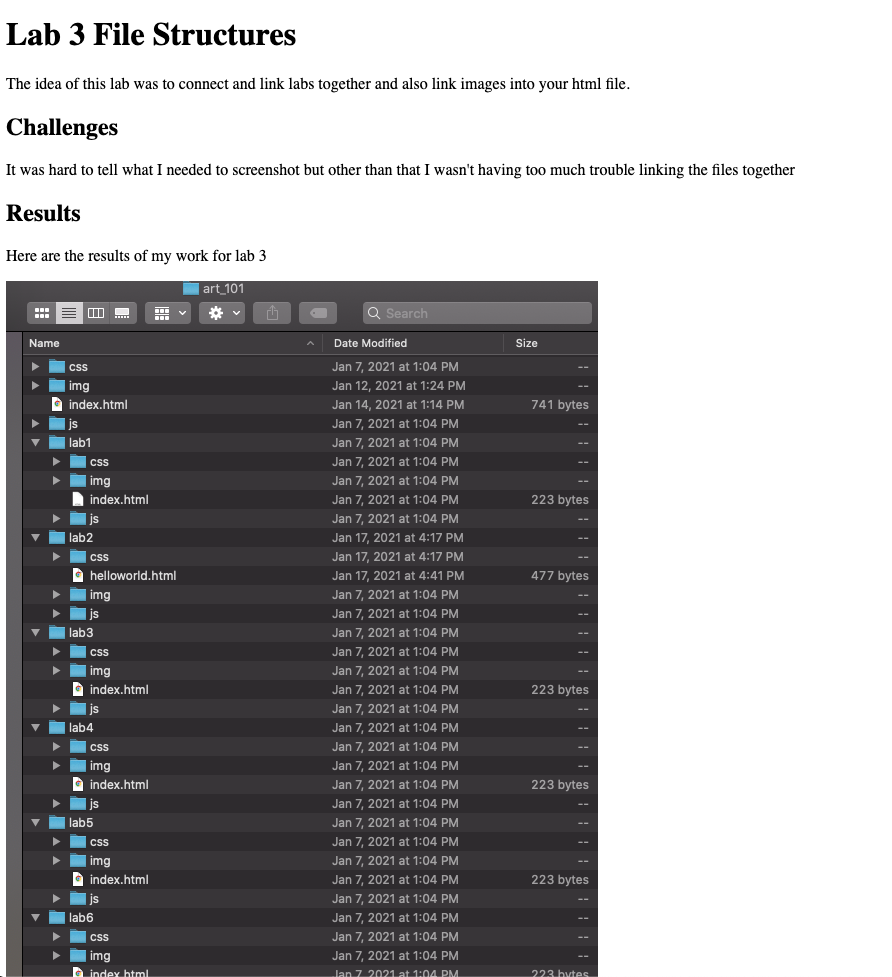 Lab 3 File Structures
The idea of this lab was to connect and link labs together and also link images into your html file.
Challenges
It was hard to tell what I needed to screenshot but other than that I wasn't having too much trouble linking the files together
Results
Here are the results of my work for lab 3
art_101
Search
Name Date Modified Size
css Jan 7, 2021 at 1:04 PM --
img Jan 12, 2021 at 1:24 PM --
index.html Jan 14, 2021 at 1:14 PM 741 bytes
js Jan 7, 2021 at 1:04 PM --
lab1 Jan 7, 2021 at 1:04 PM --
css Jan 7, 2021 at 1:04 PM --
img Jan 7, 2021 at 1:04 PM --
index.html Jan 7, 2021 at 1:04 PM 223 bytes
js Jan 7, 2021 at 1:04 PM --
lab2 Jan 17, 2021 at 4:17 PM --
css Jan 17, 2021 at 4:17 PM --
helloworld.html Jan 17, 2021 at 4:41 PM 477 bytes
img Jan 7, 2021 at 1:04 PM --
js Jan 7, 2021 at 1:04 PM --
lab3 Jan 7, 2021 at 1:04 PM --
css Jan 7, 2021 at 1:04 PM --
img Jan 7, 2021 at 1:04 PM --
index.html Jan 7, 2021 at 1:04 PM 223 bytes
js Jan 7, 2021 at 1:04 PM --
lab4 Jan 7, 2021 at 1:04 PM --
css Jan 7, 2021 at 1:04 PM --
img Jan 7, 2021 at 1:04 PM --
index.html Jan 7, 2021 at 1:04 PM 223 bytes
js Jan 7, 2021 at 1:04 PM --
lab5 Jan 7, 2021 at 1:04 PM --
css Jan 7, 2021 at 1:04 PM --
img Jan 7, 2021 at 1:04 PM --
index.html Jan 7, 2021 at 1:04 PM 223 bytes
js Jan 7, 2021 at 1:04 PM --
lab6 Jan 7, 2021 at 1:04 PM --
css Jan 7, 2021 at 1:04 PM --
img Jan 7, 2021 at 1:04 PM --
index.html Jan 7, 2021 at 1:04 PM 223 bytes